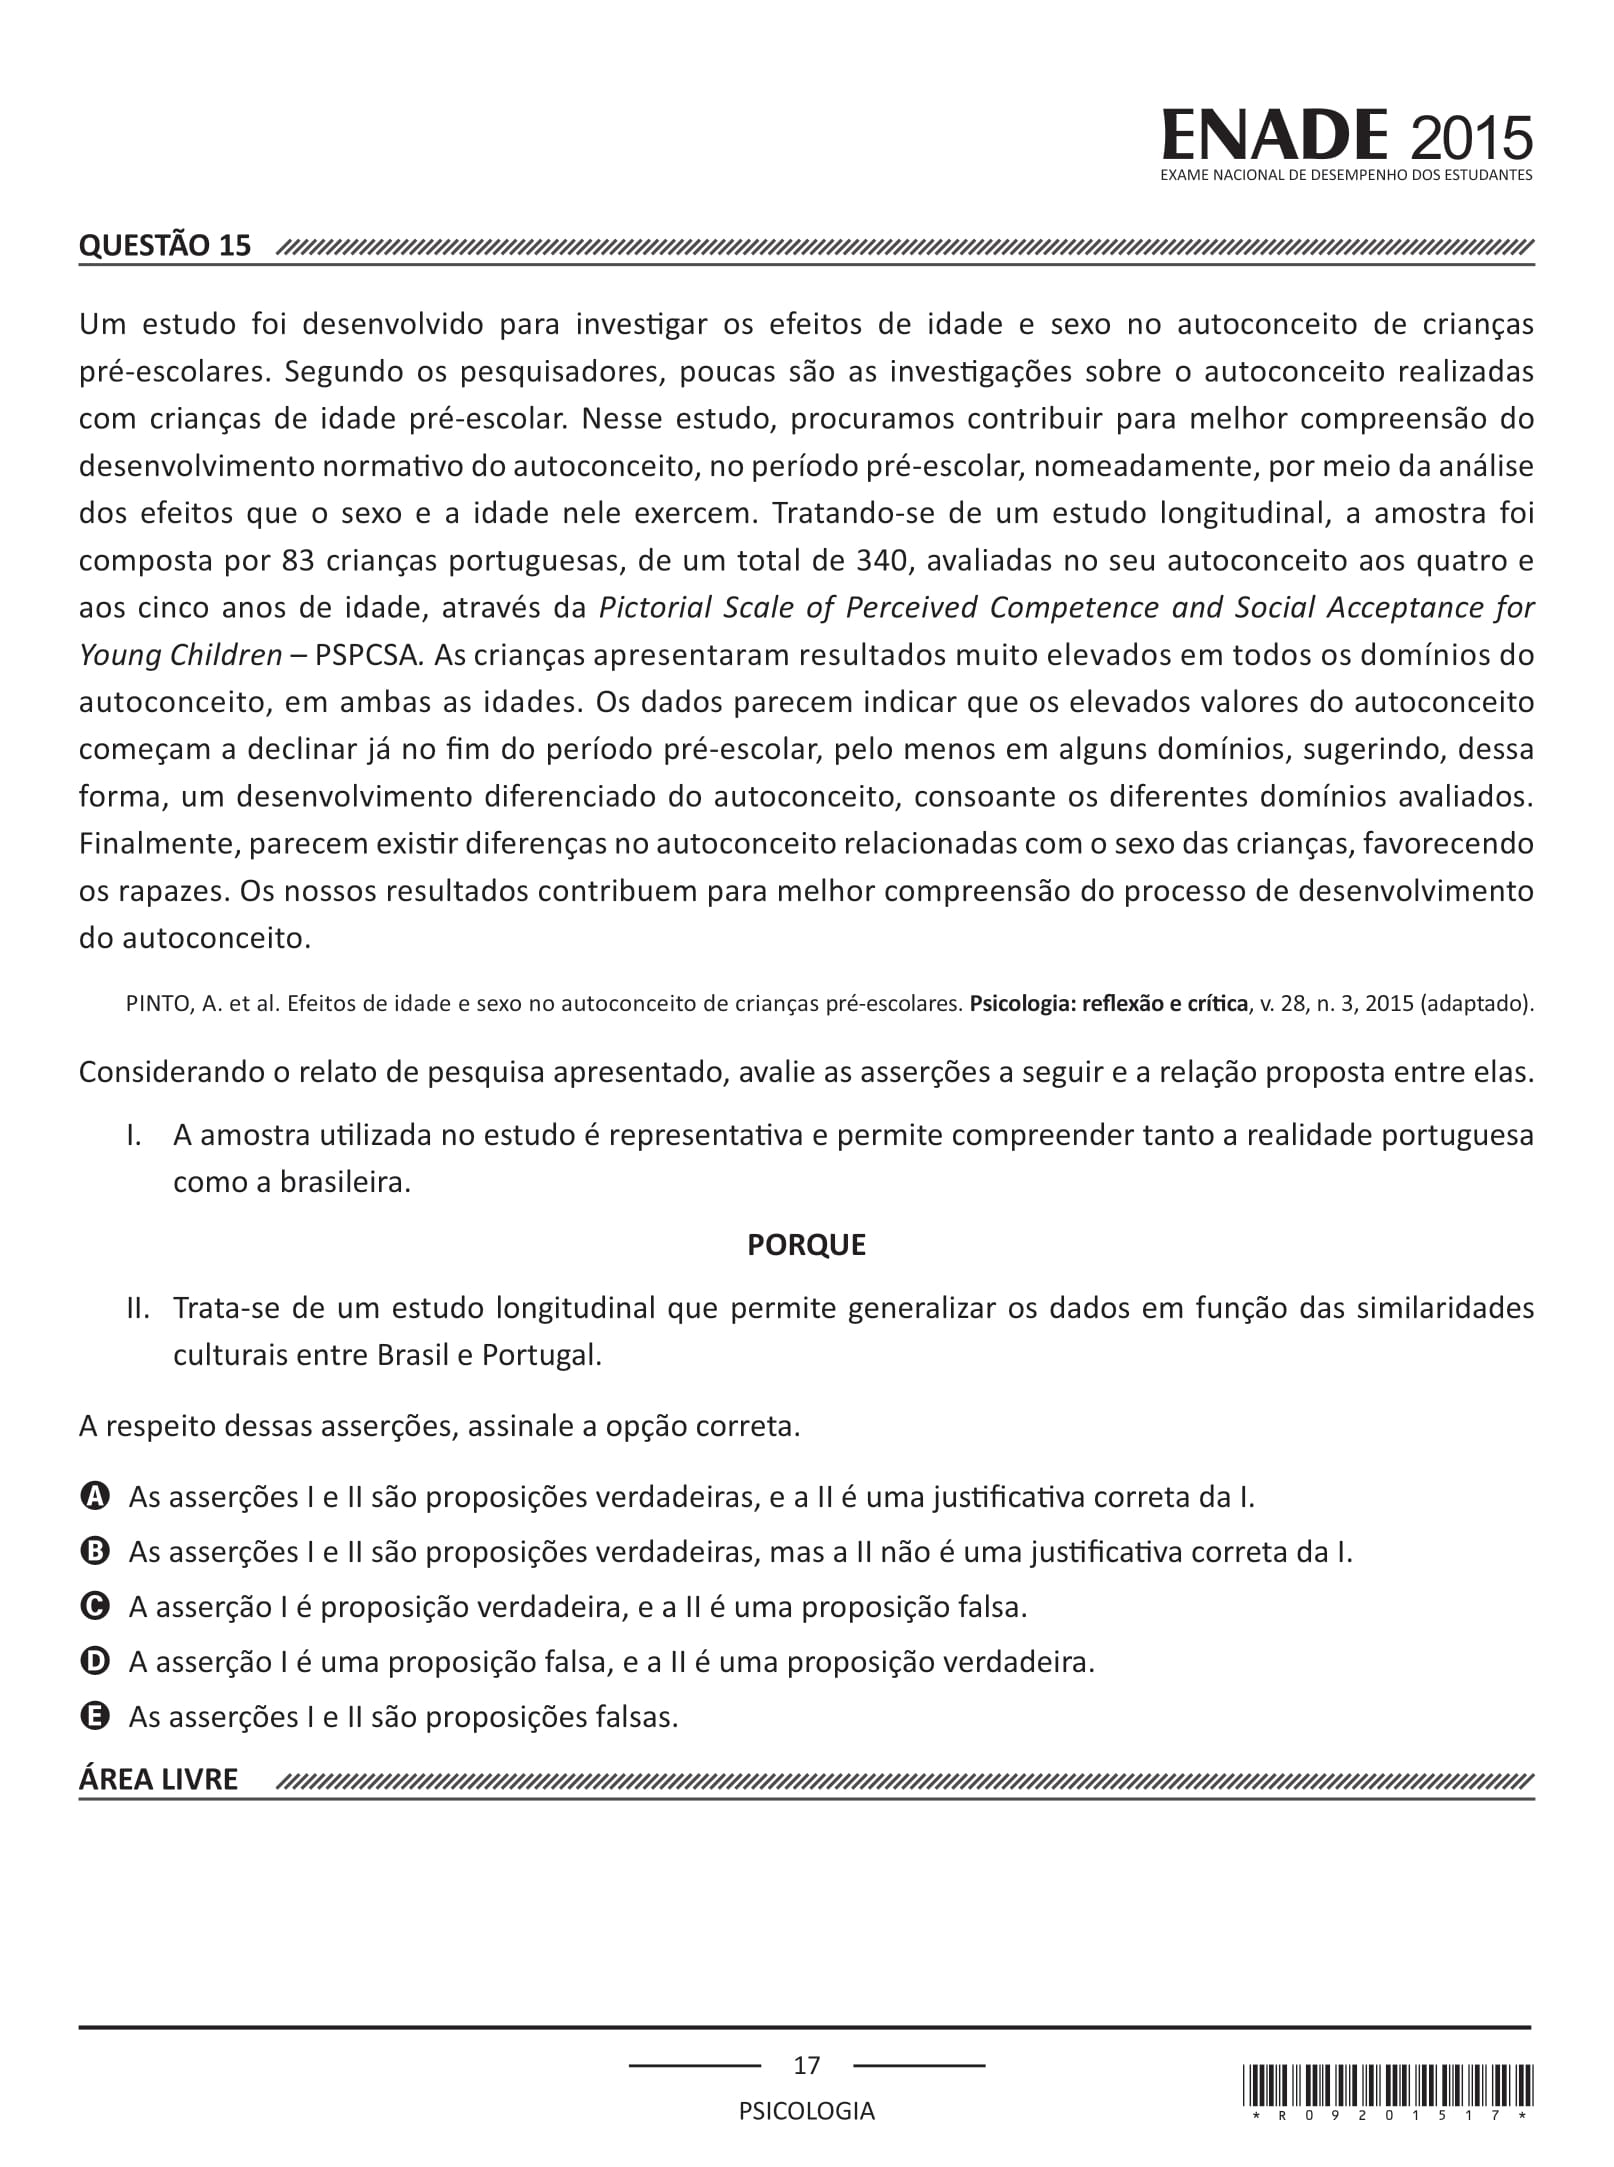 ENADE 2015
EXAME NACIONAL DE DESEMPENHO DOS ESTUDANTES
QUESTÃO 15
Um estudo foi desenvolvido para investigar os efeitos de idade e sexo no autoconceito de crianças
pré-escolares. Segundo os pesquisadores, poucas são as investigações sobre o autoconceito realizadas
com crianças de idade pré-escolar. Nesse estudo, procuramos contribuir para melhor compreensão do
desenvolvimento normativo do autoconceito, no período pré-escolar, nomeadamente, por meio da análise
dos efeitos que o sexo e a idade nele exercem. Tratando-se de um estudo longitudinal, a amostra foi
composta por 83 crianças portuguesas, de um total de 340, avaliadas no seu autoconceito aos quatro e
aos cinco anos de idade, através da Pictorial Scale of Perceived Competence and Social Acceptance for
Young Children – PSPCSA. As crianças apresentaram resultados muito elevados em todos os domínios do
autoconceito, em ambas as idades. Os dados parecem indicar que os elevados valores do autoconceito
começam a declinar já no fim do período pré-escolar, pelo menos em alguns domínios, sugerindo, dessa
forma, um desenvolvimento diferenciado do autoconceito, consoante os diferentes domínios avaliados.
Finalmente, parecem existir diferenças no autoconceito relacionadas com o sexo das crianças, favorecendo
os rapazes. Os nossos resultados contribuem para melhor compreensão do processo de desenvolvimento
do autoconceito.
PINTO, A. et al. Efeitos de idade e sexo no autoconceito de crianças pré-escolares. Psicologia: reflexão e crítica, v. 28, n. 3, 2015 (adaptado).
Considerando o relato de pesquisa apresentado, avalie as asserções a seguir e a relação proposta entre elas.
I. A amostra utilizada no estudo é representativa e permite compreender tanto a realidade portuguesa
como a brasileira.
PORQUE
II. Trata-se de um estudo longitudinal que permite generalizar os dados em função das similaridades
culturais entre Brasil e Portugal.
A respeito dessas asserções, assinale a opção correta.
A As asserções I e II são proposições verdadeiras, e a II é uma justificativa correta da I.
B As asserções I e II são proposições verdadeiras, mas a II não é uma justificativa correta da I.
C A asserção I é proposição verdadeira, e a II é uma proposição falsa.
D A asserção I é uma proposição falsa, e a II é uma proposição verdadeira.
E As asserções I e II são proposições falsas.
ÁREA LIVRE
17
PSICOLOGIA
* R 0 9 2 0 1 5 1 7 *